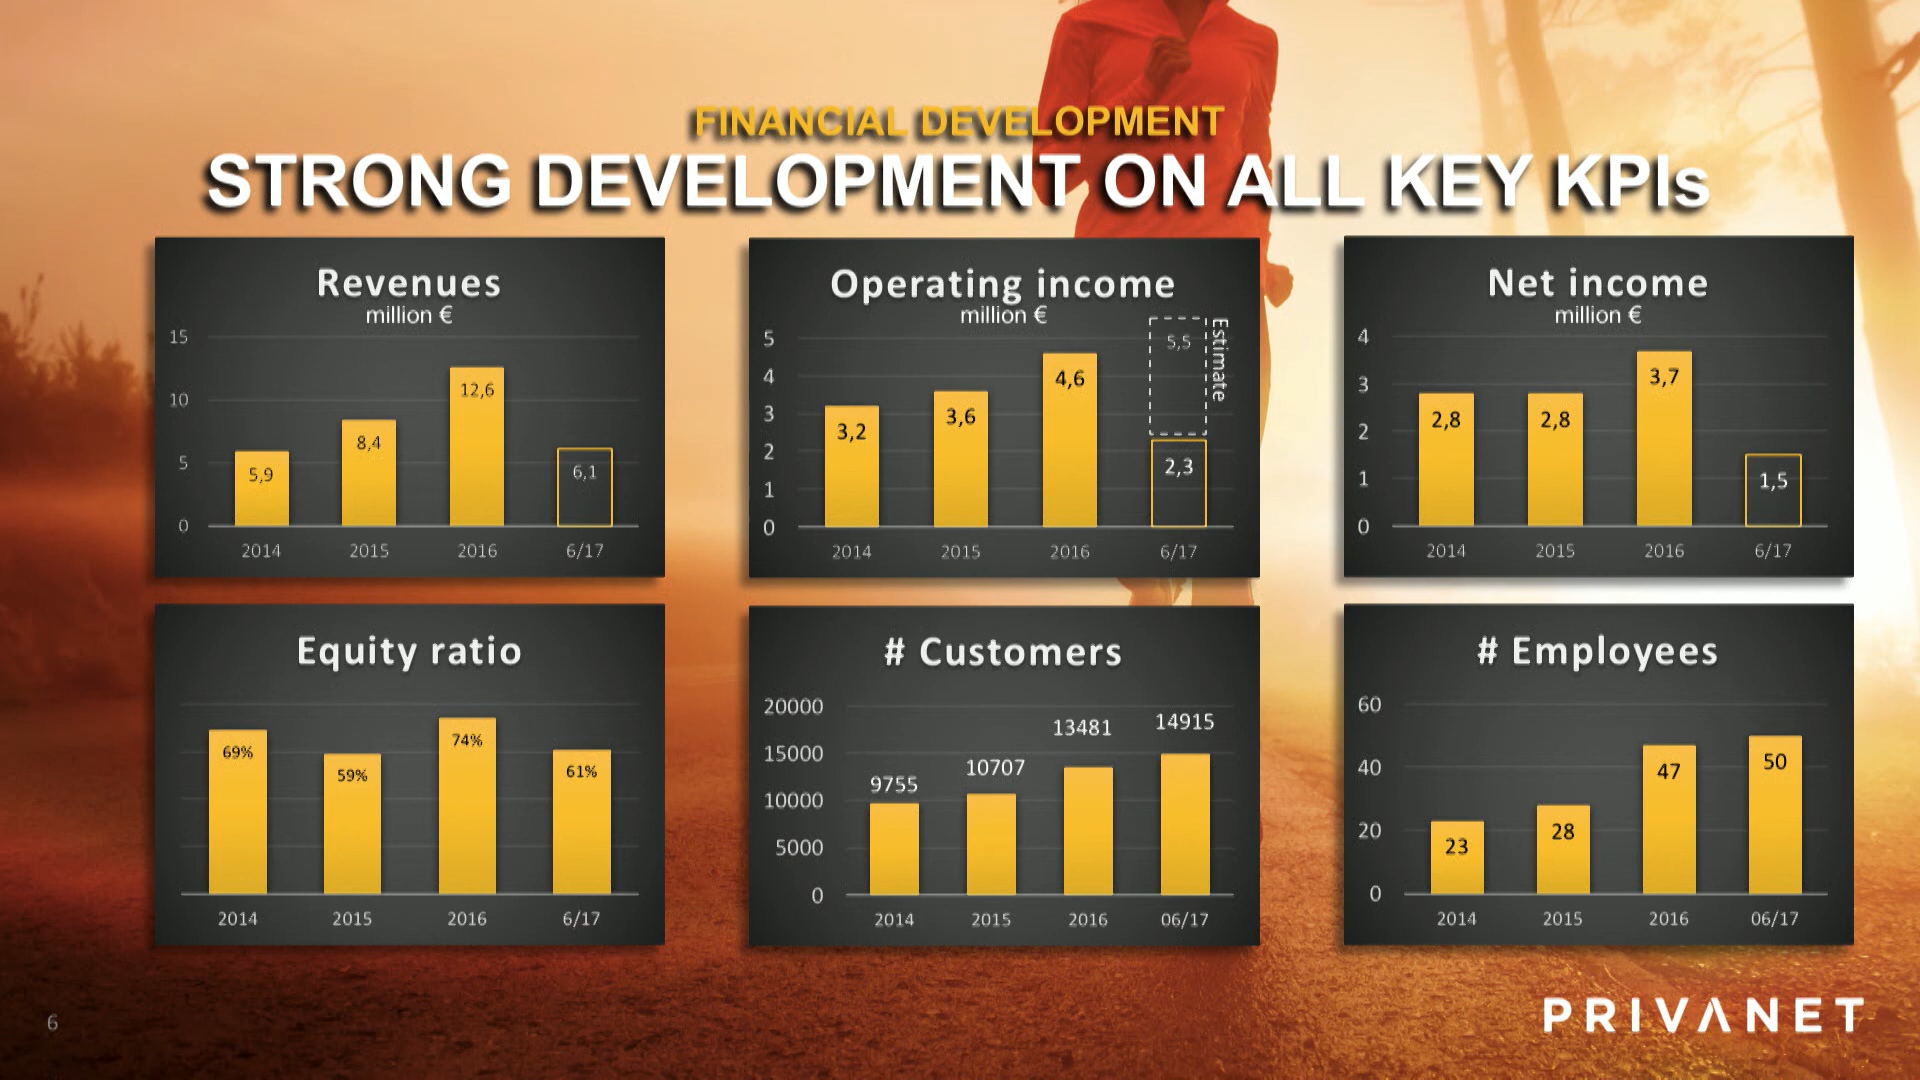 FINANCIAL DEVELOPMENT
STRONG DEVELOPMENT ON ALL KEY KPIs
Revenues
million €
15
10
5
0
5,9
8,4
12,6
6,1
2014 2015 2016 6/17
Operating income
million €
5
4
3
2
1
0
3,2
3,6
4,6
5,5
Estimate
2,3
2014 2015 2016 6/17
Net income
million €
4
3
2
1
0
2,8
2,8
3,7
1,5
2014 2015 2016 6/17
Equity ratio
69%
59%
74%
61%
2014 2015 2016 6/17
# Customers
20000
15000
10000
5000
0
9755
10707
13481
14915
2014 2015 2016 06/17
# Employees
60
40
20
0
23
28
47
50
2014 2015 2016 06/17
6
PRIVANET